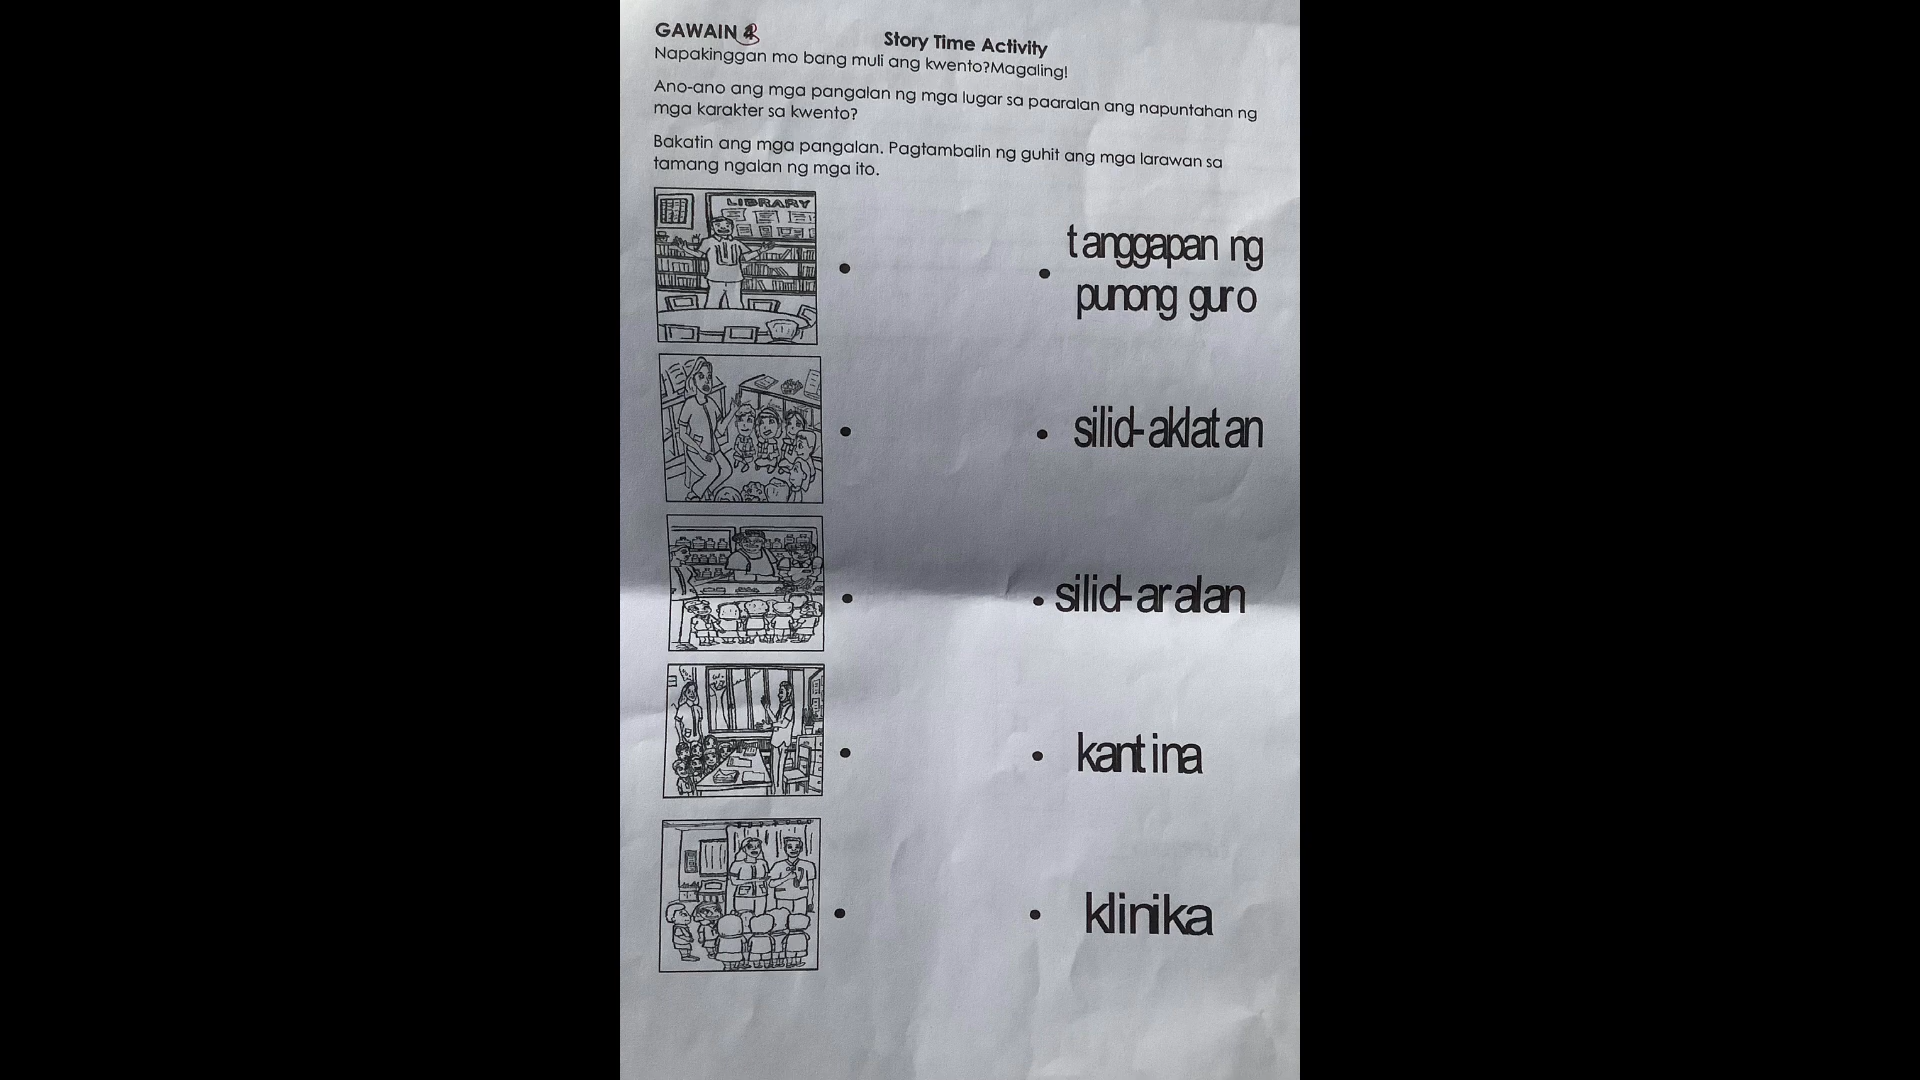 GAWAIN
Story Time Activity
Napakinggan mo bang muli ang kwento?Magaling!
Ano-ano ang mga pangalan ng mga lugar sa paaralan ang napuntahan ng
mga karakter sa kwento?
Bakatin ang mga pangalan. Pagtambalin ng guhit ang mga larawan sa
tamang ngalan ng mga ito.
LIBRARY
tanggapan ng
punong guro
silid-aklatan
silid-aralan
kantina
klinika